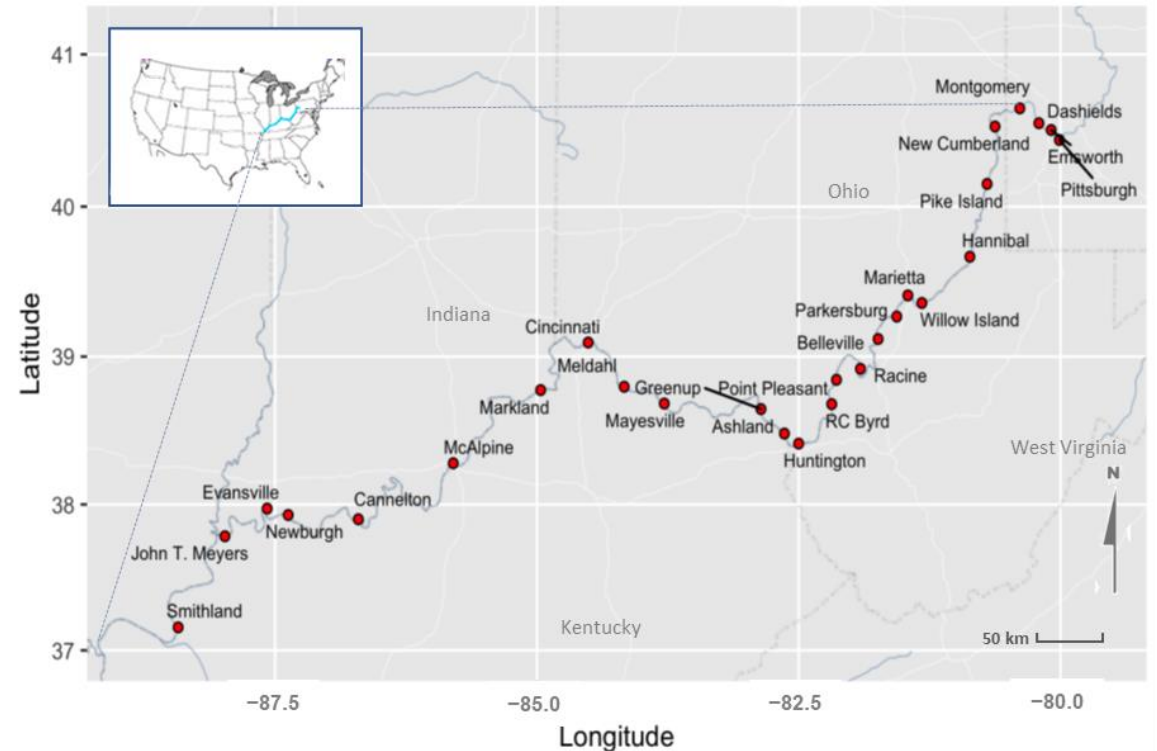 41
40
39
38
37
Latitude
Montgomery
Dashields
New Cumberland
Emsworth
Pittsburgh
Ohio
Pike Island
Hannibal
Marietta
Parkersburg
Willow Island
Indiana
Cincinnati
Belleville
Meldahl
Racine
Greenup
Point Pleasant
Markland
Mayesville
Ashland
RC Byrd
McAlpine
Huntington
West Virginia
N
Evansville
Cannelton
Newburgh
John T. Meyers
Smithland
Kentucky
50 km
−87.5
−85.0
−82.5
−80.0
Longitude